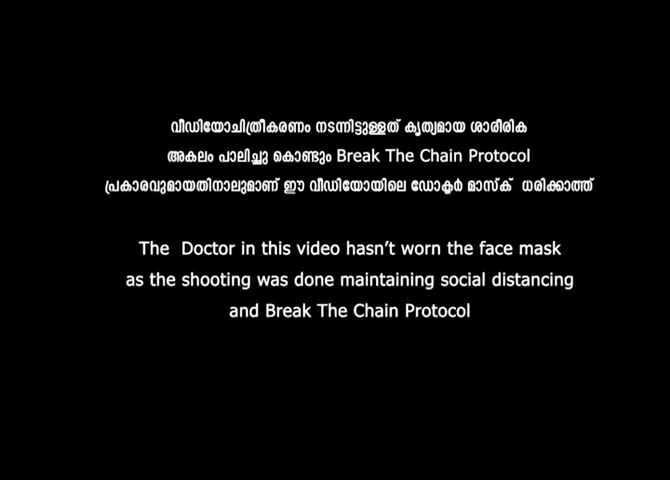 വീഡിയോചിത്രീകരണം നടന്നിട്ടുള്ളത് കൃത്യമായ ശാരീരിക
അകലം പാലിച്ചു കൊണ്ടും Break The Chain Protocol
പ്രകാരവുമായതിനാലുമാണ് ഈ വീഡിയോയിലെ ഡോക്ടർ മാസ്ക് ധരിക്കാത്ത്
The Doctor in this video hasn't worn the face mask
as the shooting was done maintaining social distancing
and Break The Chain Protocol